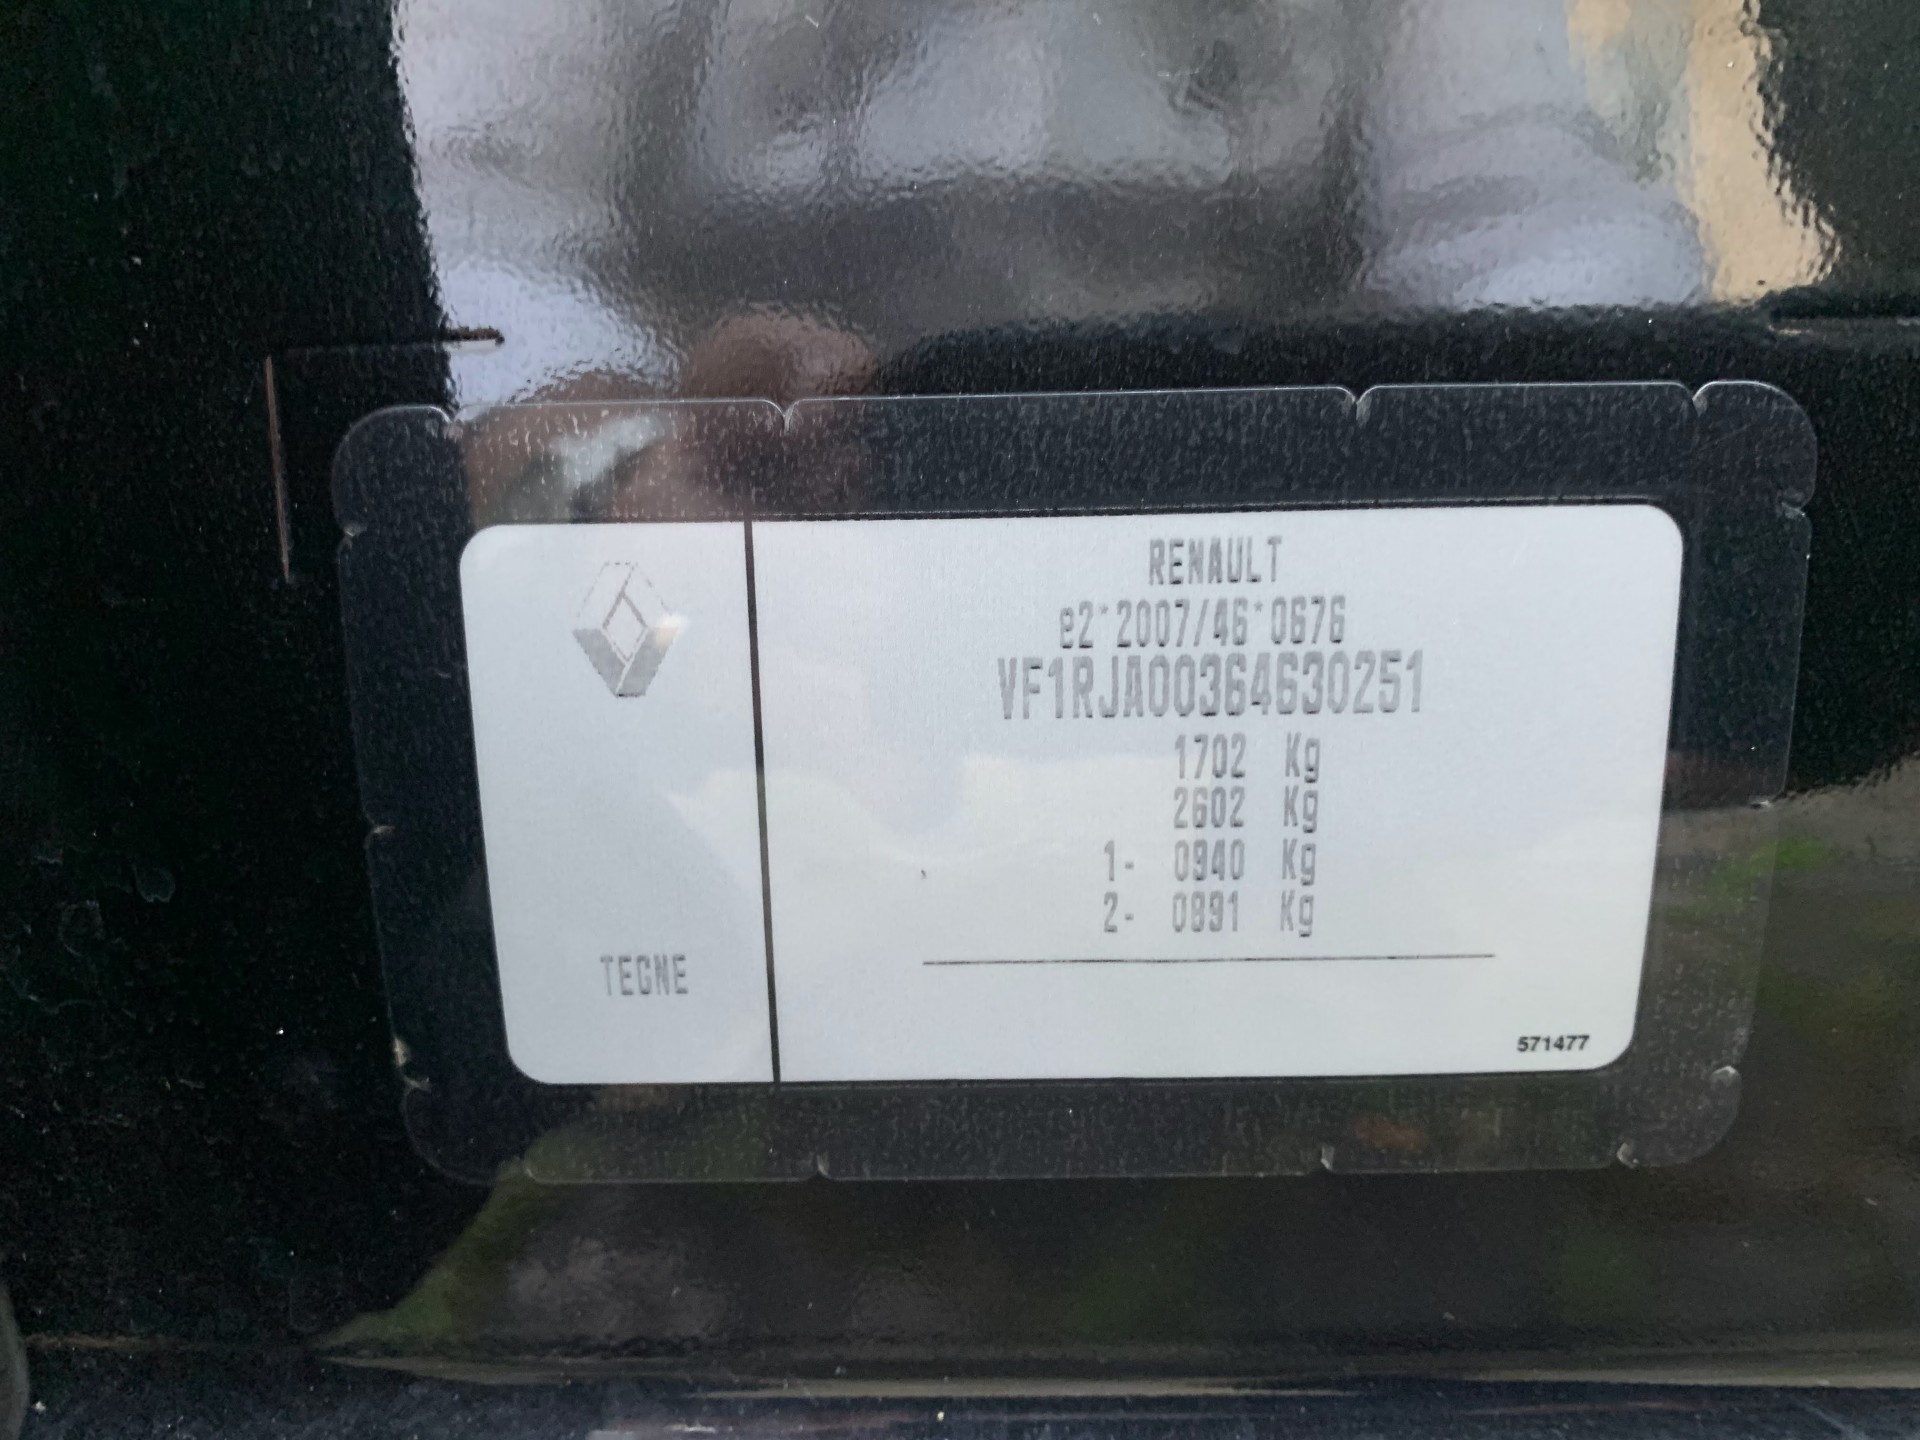 RENAULT
e2*2007/46*0676
VF1RJA00364630251
1702 Kg
2602 Kg
1- 0940 Kg
2- 0891 Kg
TEGNE
571477